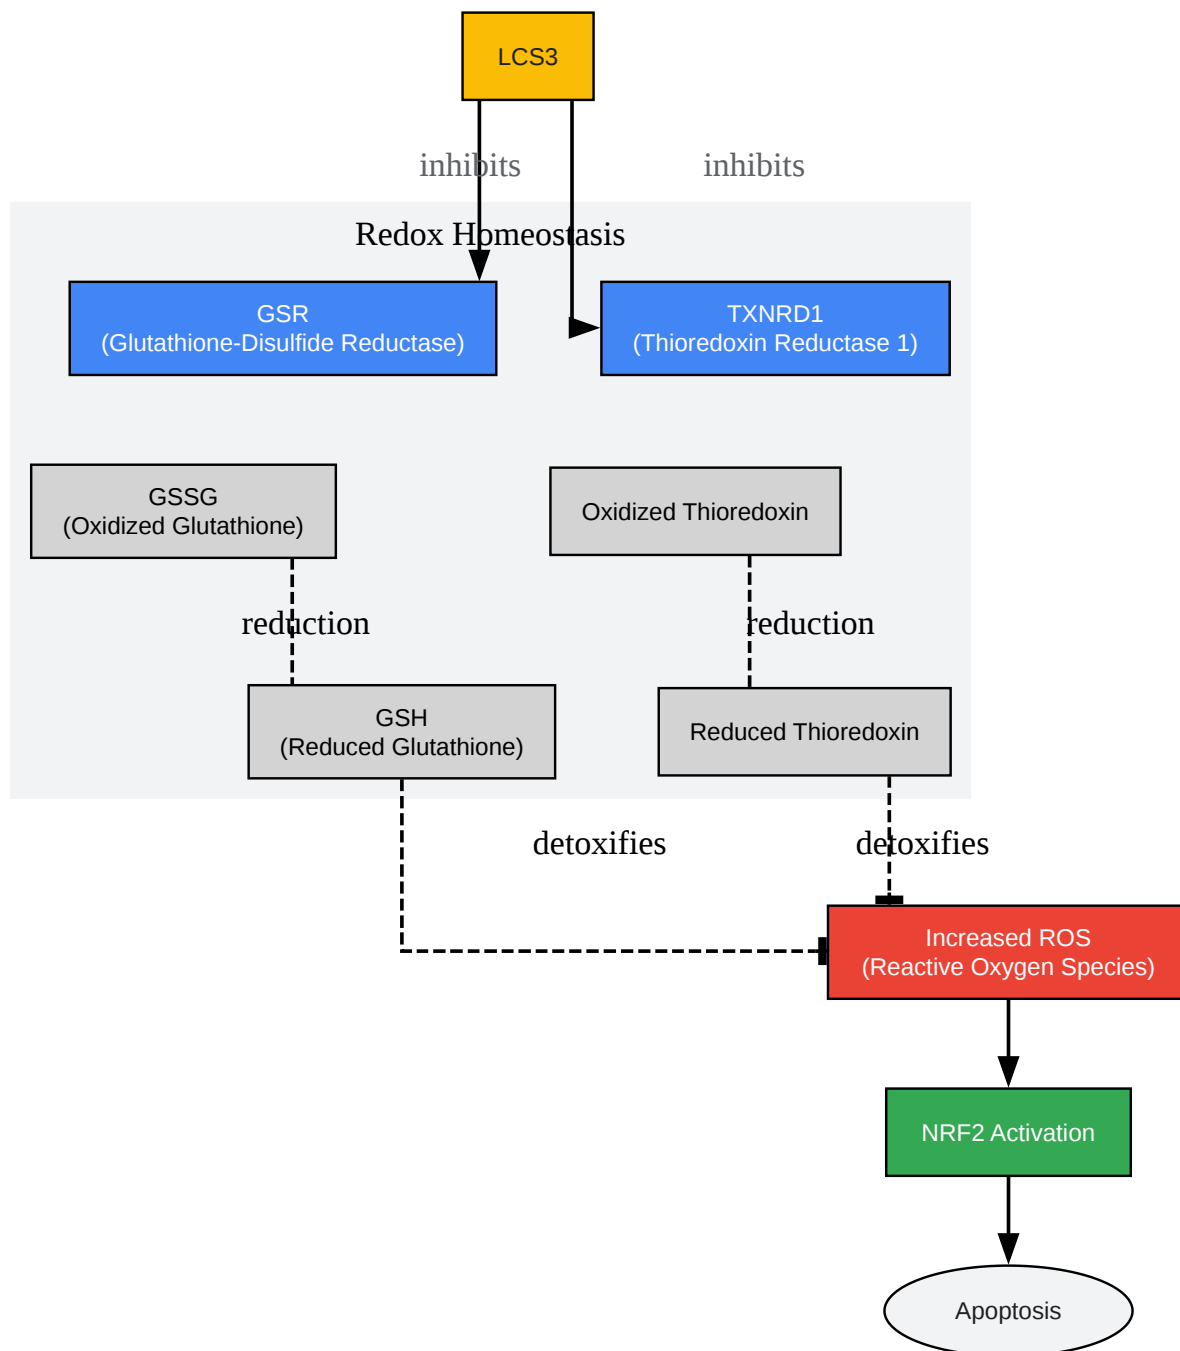 LCS3
inhibits
inhibits
Redox Homeostasis
GSR
(Glutathione-Disulfide Reductase)
TXNRD1
(Thioredoxin Reductase 1)
GSSG
(Oxidized Glutathione)
Oxidized Thioredoxin
reduction
reduction
GSH
(Reduced Glutathione)
Reduced Thioredoxin
detoxifies
detoxifies
Increased ROS
(Reactive Oxygen Species)
NRF2 Activation
Apoptosis